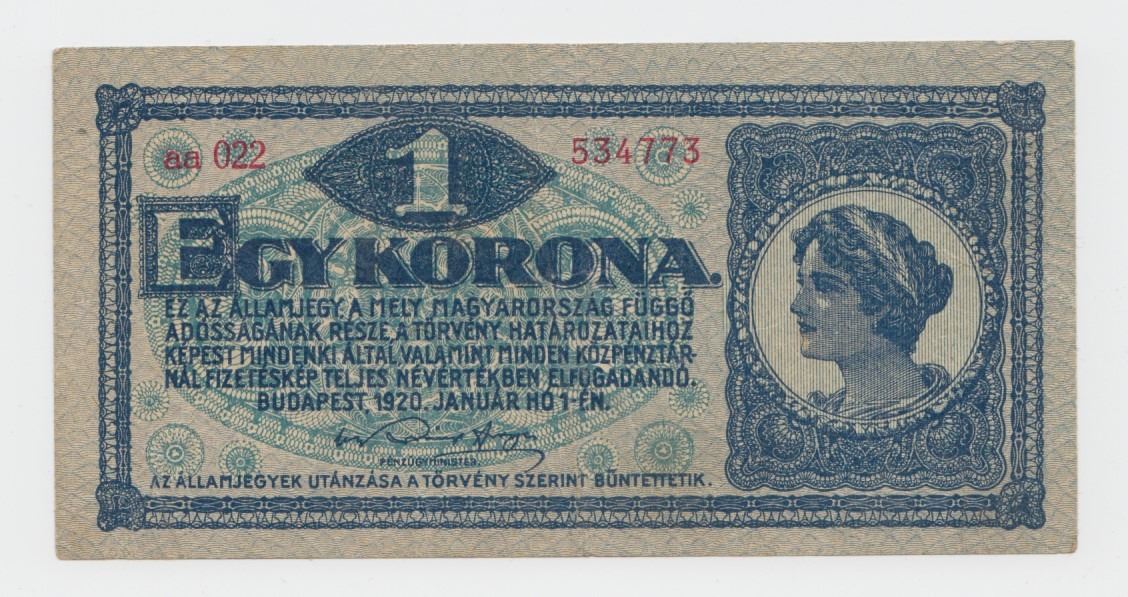 aa 022
1
534773
EGY KORONA.
EZ AZ ÁLLAMJEGY, A MELY MAGYARORSZÁG FÜGGŐ
ADÓSSÁGÁNAK RÉSZE, A TÖRVÉNY HATÁROZATAIHOZ
KÉPEST MINDENKI ÁLTAL VALAMINT MINDEN KÖZPÉNZTÁR-
NÁL FIZETÉSKÉP TELJES NÉVÉRTÉKBEN ELFOGADANDÓ.
BUDAPEST 1920. JANUÁR HÓ 1-ÉN.
PÉNZÜGYMINISTER.
AZ ÁLLAMJEGYEK UTÁNZÁSA A TÖRVÉNY SZERINT BÜNTETTETIK.